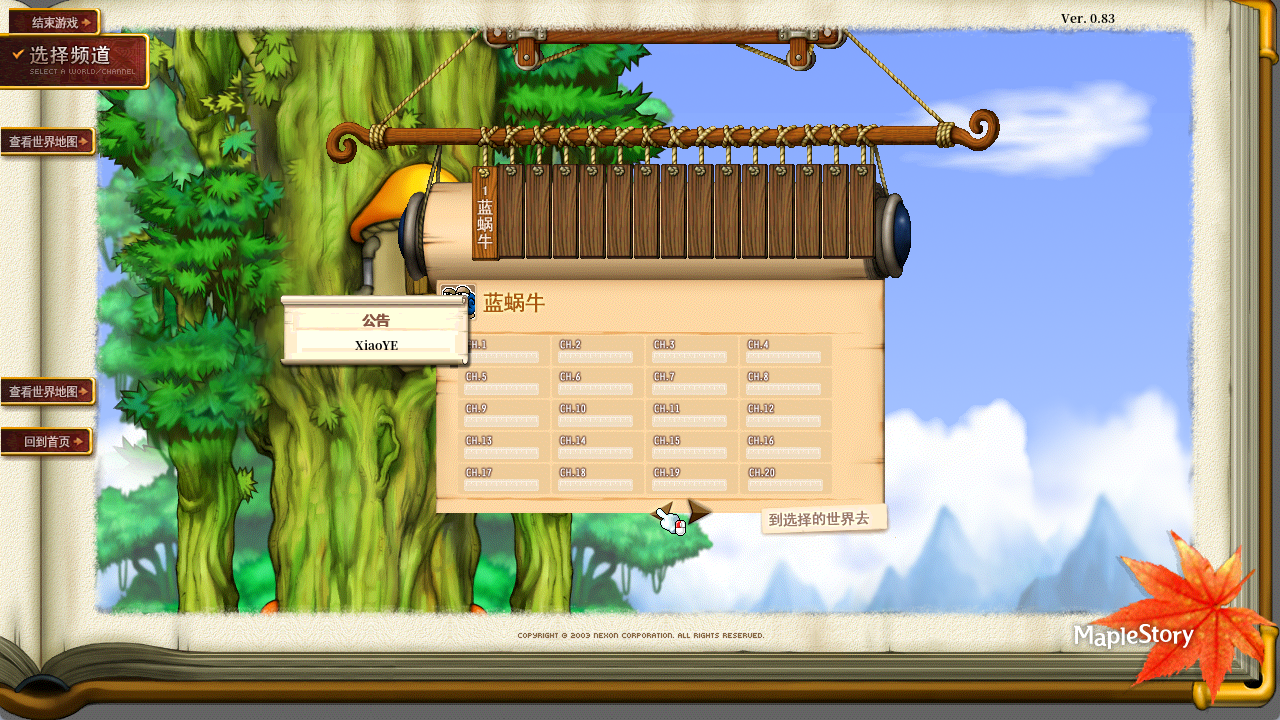 结束游戏
Ver. 0.83
选择频道
SELECT A WORLD/CHANNEL
查看世界地图
1
蓝蜗牛
蓝蜗牛
公告
XiaoYE
CH.1 CH.2 CH.3 CH.4
CH.5 CH.6 CH.7 CH.8
CH.9 CH.10 CH.11 CH.12
CH.13 CH.14 CH.15 CH.16
CH.17 CH.18 CH.19 CH.20
查看世界地图
回到首页
到选择的世界去
COPYRIGHT @ 2003 NEXON CORPORATION. ALL RIGHTS RESERVED.
MapleStory